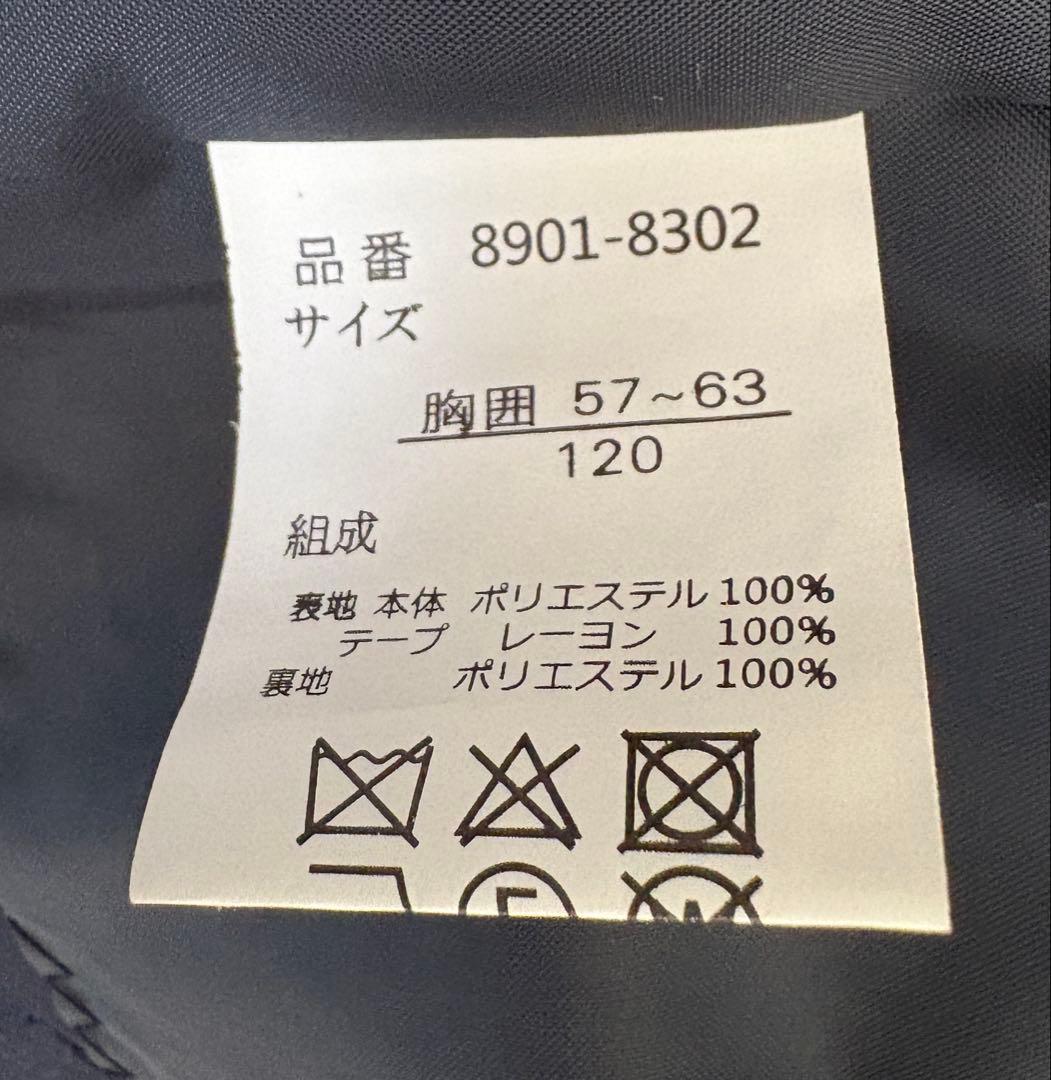 品番 8901-8302
サイズ
胸囲 57~63
120
組成
表地 本体 ポリエステル 100%
テープ レーヨン 100%
裏地 ポリエステル 100%